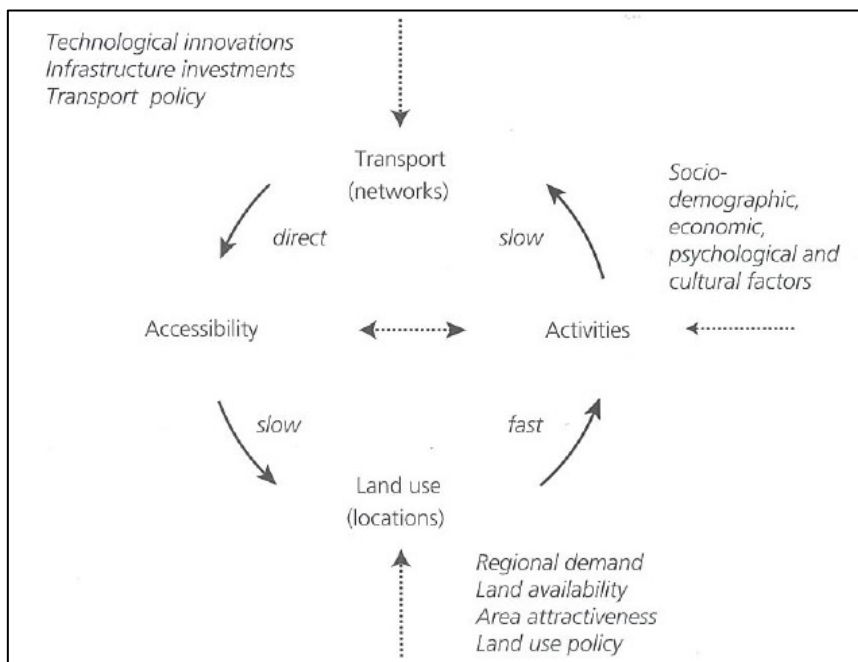 Technological innovations
Infrastructure investments
Transport policy
Transport
(networks)
direct
slow
Socio-
demographic,
economic,
psychological and
cultural factors
Accessibility
Activities
slow
fast
Land use
(locations)
Regional demand
Land availability
Area attractiveness
Land use policy